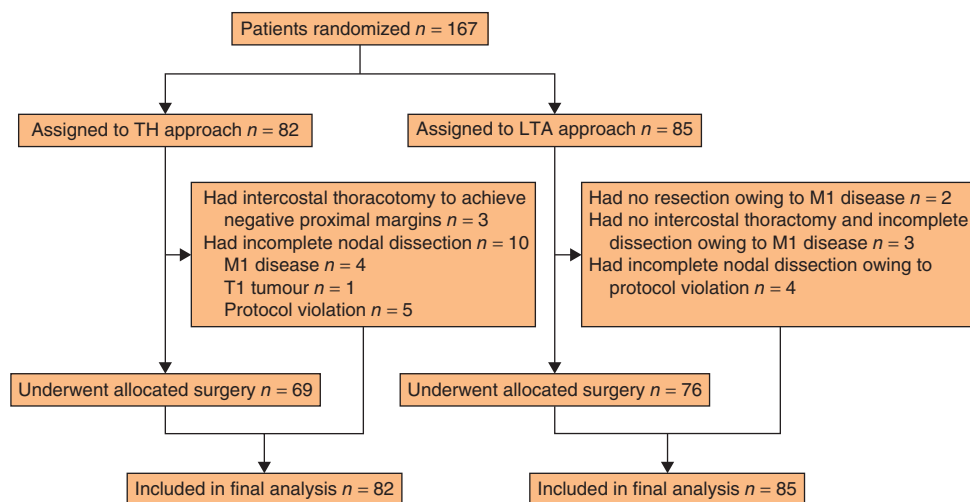 Patients randomized n = 167
Assigned to TH approach n = 82
Assigned to LTA approach n = 85
Had intercostal thoracotomy to achieve
negative proximal margins n = 3
Had incomplete nodal dissection n = 10
M1 disease n = 4
T1 tumour n = 1
Protocol violation n = 5
Had no resection owing to M1 disease n = 2
Had no intercostal thoractomy and incomplete
dissection owing to M1 disease n = 3
Had incomplete nodal dissection owing to
protocol violation n = 4
Underwent allocated surgery n = 69
Underwent allocated surgery n = 76
Included in final analysis n = 82
Included in final analysis n = 85